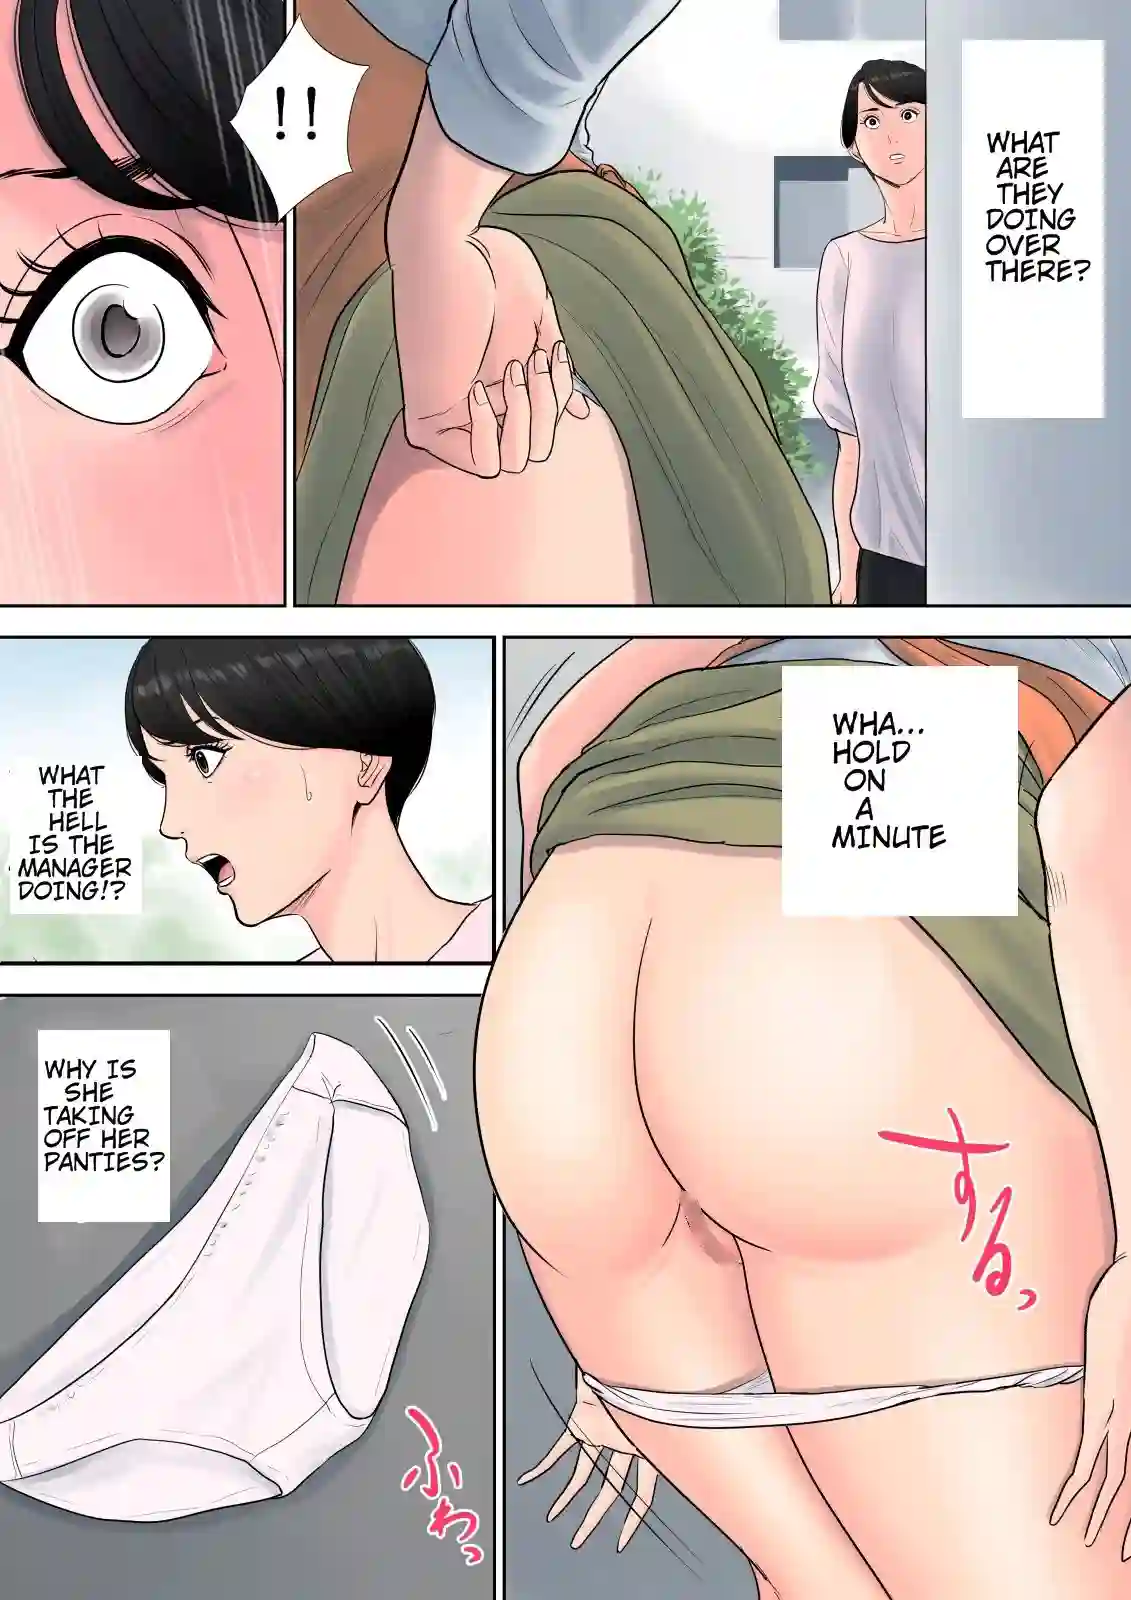 !!
WHAT
ARE
THEY
DOING
OVER
THERE?
WHAT
THE
HELL
IS THE
MANAGER
DOING!?
WHA...
HOLD
ON
A
MINUTE
するっ
WHY IS
SHE
TAKING
OFF HER
PANTIES?
ふわっ